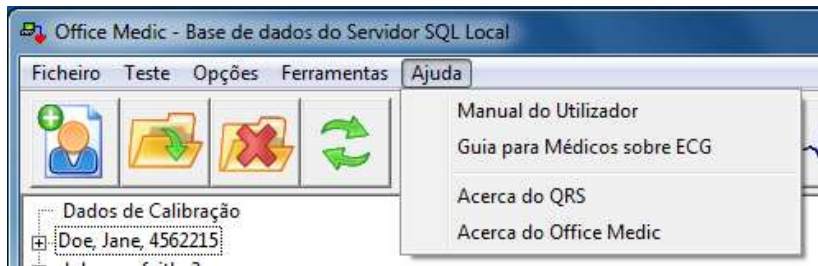 Office Medic - Base de dados do Servidor SQL Local
Ficheiro Teste Opções Ferramentas Ajuda
Manual do Utilizador
Guia para Médicos sobre ECG
Acerca do QRS
Acerca do Office Medic
Dados de Calibração
Doe, Jane, 4562215